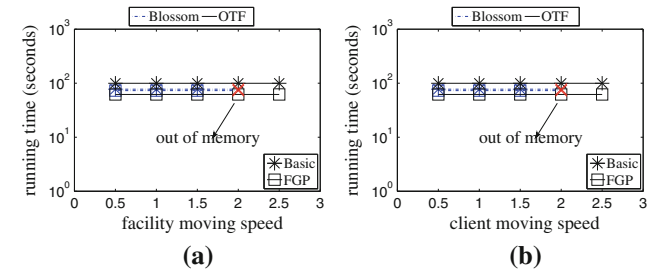 Blossom OTF
Blossom OTF
running time (seconds)
10^3
10^2
10^1
10^0
out of memory
Basic
FGP
0 0.5 1 1.5 2 2.5 3
facility moving speed
(a)
running time (seconds)
10^3
10^2
10^1
10^0
out of memory
Basic
FGP
0 0.5 1 1.5 2 2.5 3
client moving speed
(b)